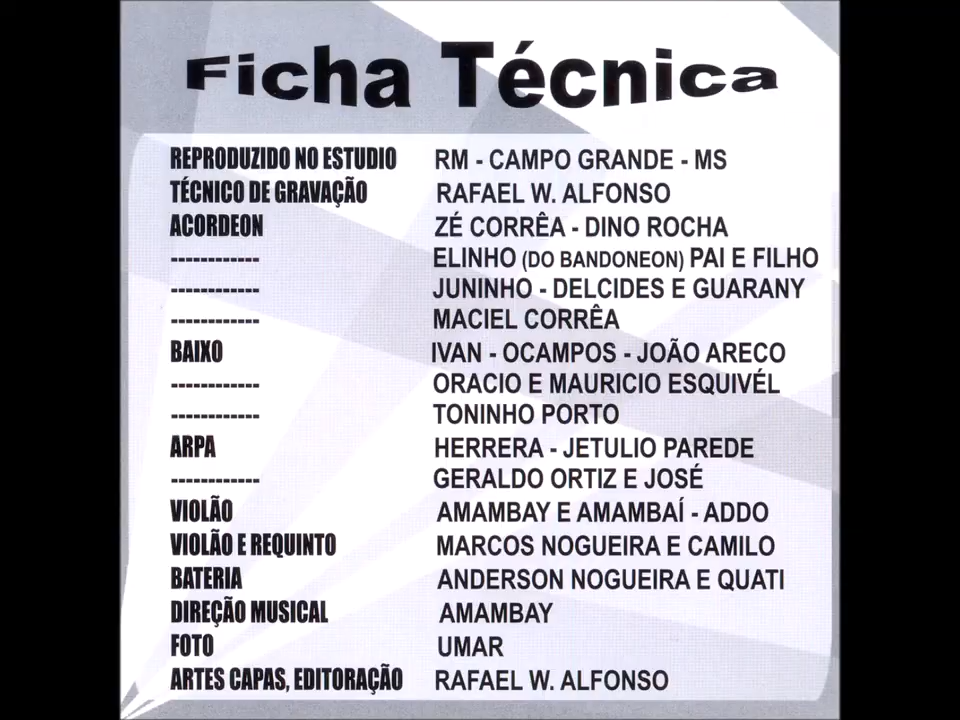 Ficha Técnica
REPRODUZIDO NO ESTUDIO RM - CAMPO GRANDE - MS
TÉCNICO DE GRAVAÇÃO RAFAEL W. ALFONSO
ACORDEON ZÉ CORRÊA - DINO ROCHA
------------ ELINHO (DO BANDONEON) PAI E FILHO
------------ JUNINHO - DELCIDES E GUARANY
------------ MACIEL CORRÊA
BAIXO IVAN - OCAMPOS - JOÃO ARECO
------------ ORACIO E MAURICIO ESQUIVÉL
------------ TONINHO PORTO
ARPA HERRERA - JETULIO PAREDE
------------ GERALDO ORTIZ E JOSÉ
VIOLÃO AMAMBAY E AMAMBAÍ - ADDO
VIOLÃO E REQUINTO MARCOS NOGUEIRA E CAMILO
BATERIA ANDERSON NOGUEIRA E QUATI
DIREÇÃO MUSICAL AMAMBAY
FOTO UMAR
ARTES CAPAS, EDITORAÇÃO RAFAEL W. ALFONSO